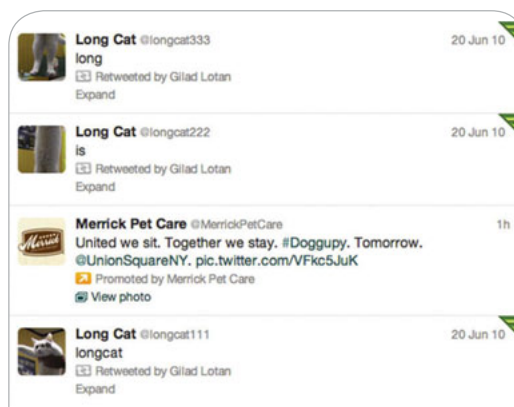 Long Cat @longcat333 20 Jun 10
long
Retweeted by Gilad Lotan
Expand
Long Cat @longcat222 20 Jun 10
is
Retweeted by Gilad Lotan
Expand
Merrick
Merrick Pet Care @MerrickPetCare 1h
United we sit. Together we stay. #Doggupy. Tomorrow.
@UnionSquareNY. pic.twitter.com/VFkc5JuK
Promoted by Merrick Pet Care
View photo
Long Cat @longcat111 20 Jun 10
longcat
Retweeted by Gilad Lotan
Expand